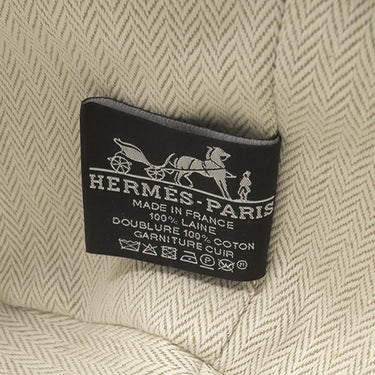 HERMES-PARIS
MADE IN FRANCE
100% LAINE
DOUBLURE 100% COTON
GARNITURE CUIR